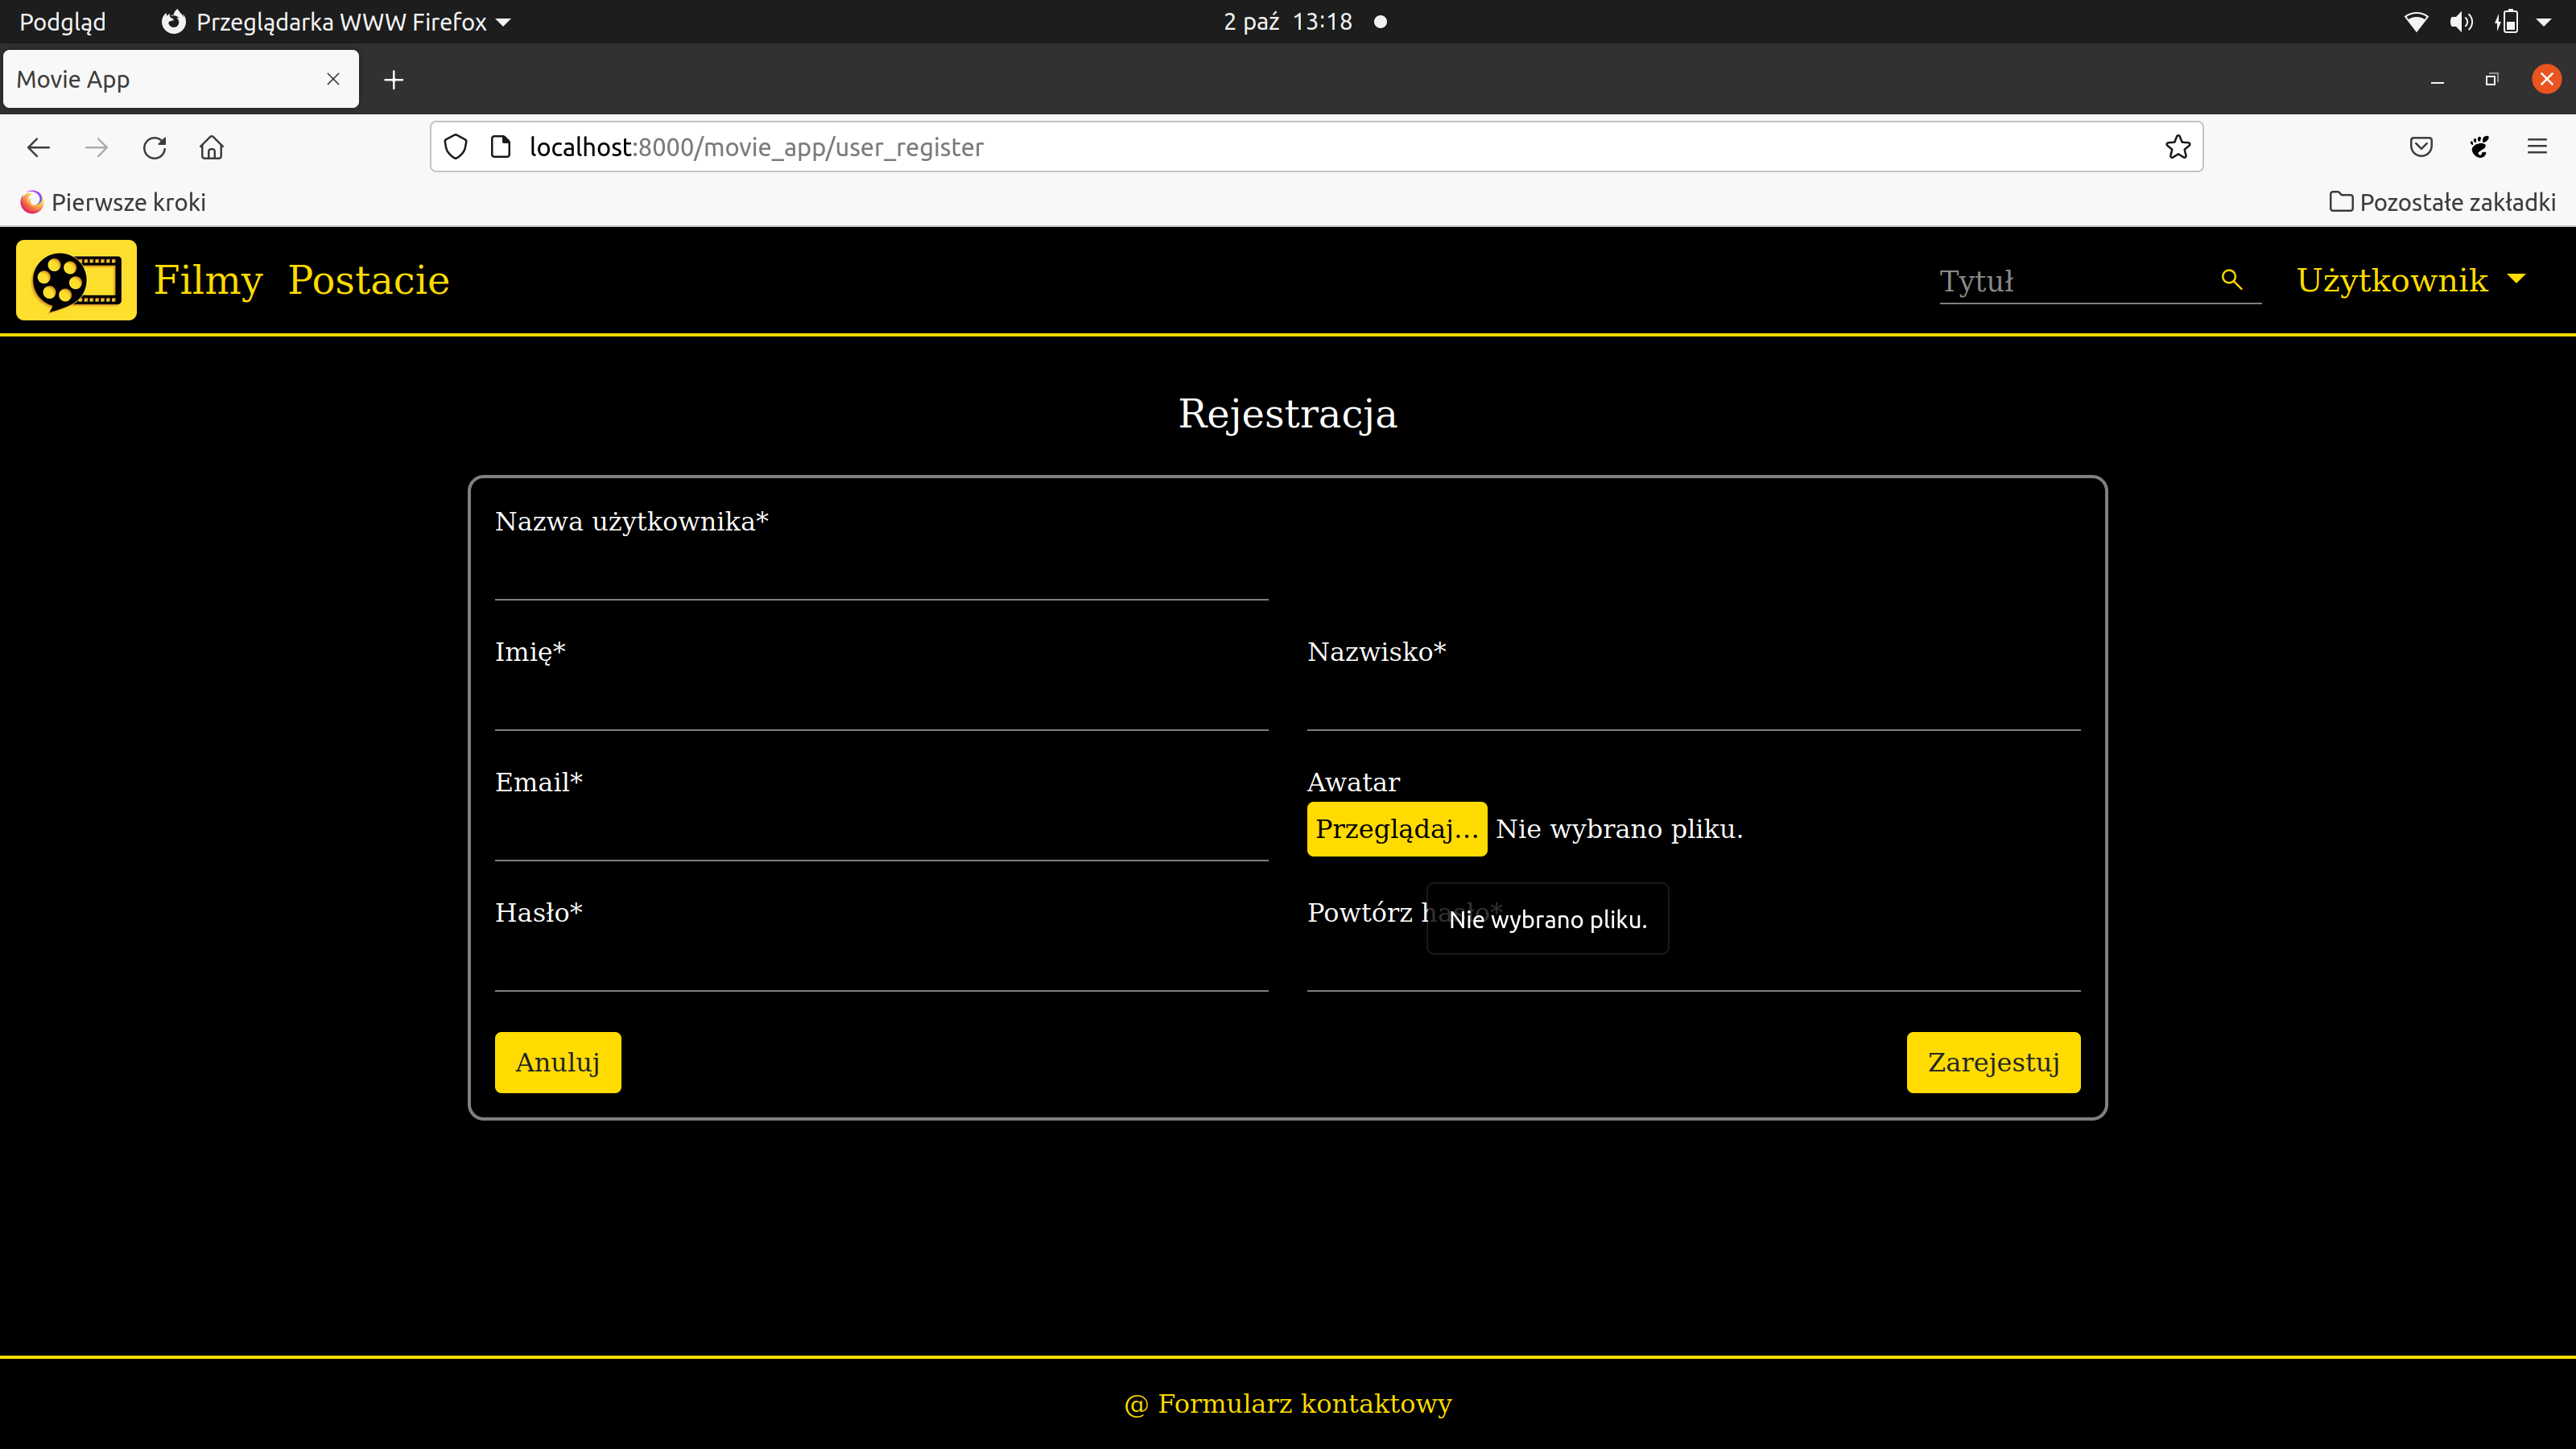 Podgląd Przeglądarka WWW Firefox 2 paź 13:18
Movie App
localhost:8000/movie_app/user_register
Pierwsze kroki Pozostałe zakładki
Filmy Postacie Tytuł Użytkownik
Rejestracja
Nazwa użytkownika*
Imię* Nazwisko*
Email* Awatar
Przeglądaj... Nie wybrano pliku.
Hasło* Powtórz hasło*
Nie wybrano pliku.
Anuluj Zarejestuj
@ Formularz kontaktowy